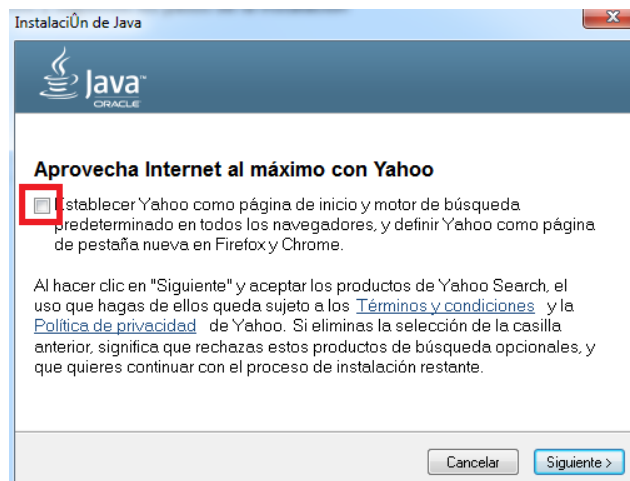 InstalaciÛn de Java
Java™
ORACLE
Aprovecha Internet al máximo con Yahoo
Establecer Yahoo como página de inicio y motor de búsqueda
predeterminado en todos los navegadores, y definir Yahoo como página
de pestaña nueva en Firefox y Chrome.
Al hacer clic en "Siguiente" y aceptar los productos de Yahoo Search, el
uso que hagas de ellos queda sujeto a los Términos y condiciones y la
Política de privacidad de Yahoo. Si eliminas la selección de la casilla
anterior, significa que rechazas estos productos de búsqueda opcionales, y
que quieres continuar con el proceso de instalación restante.
Cancelar Siguiente >